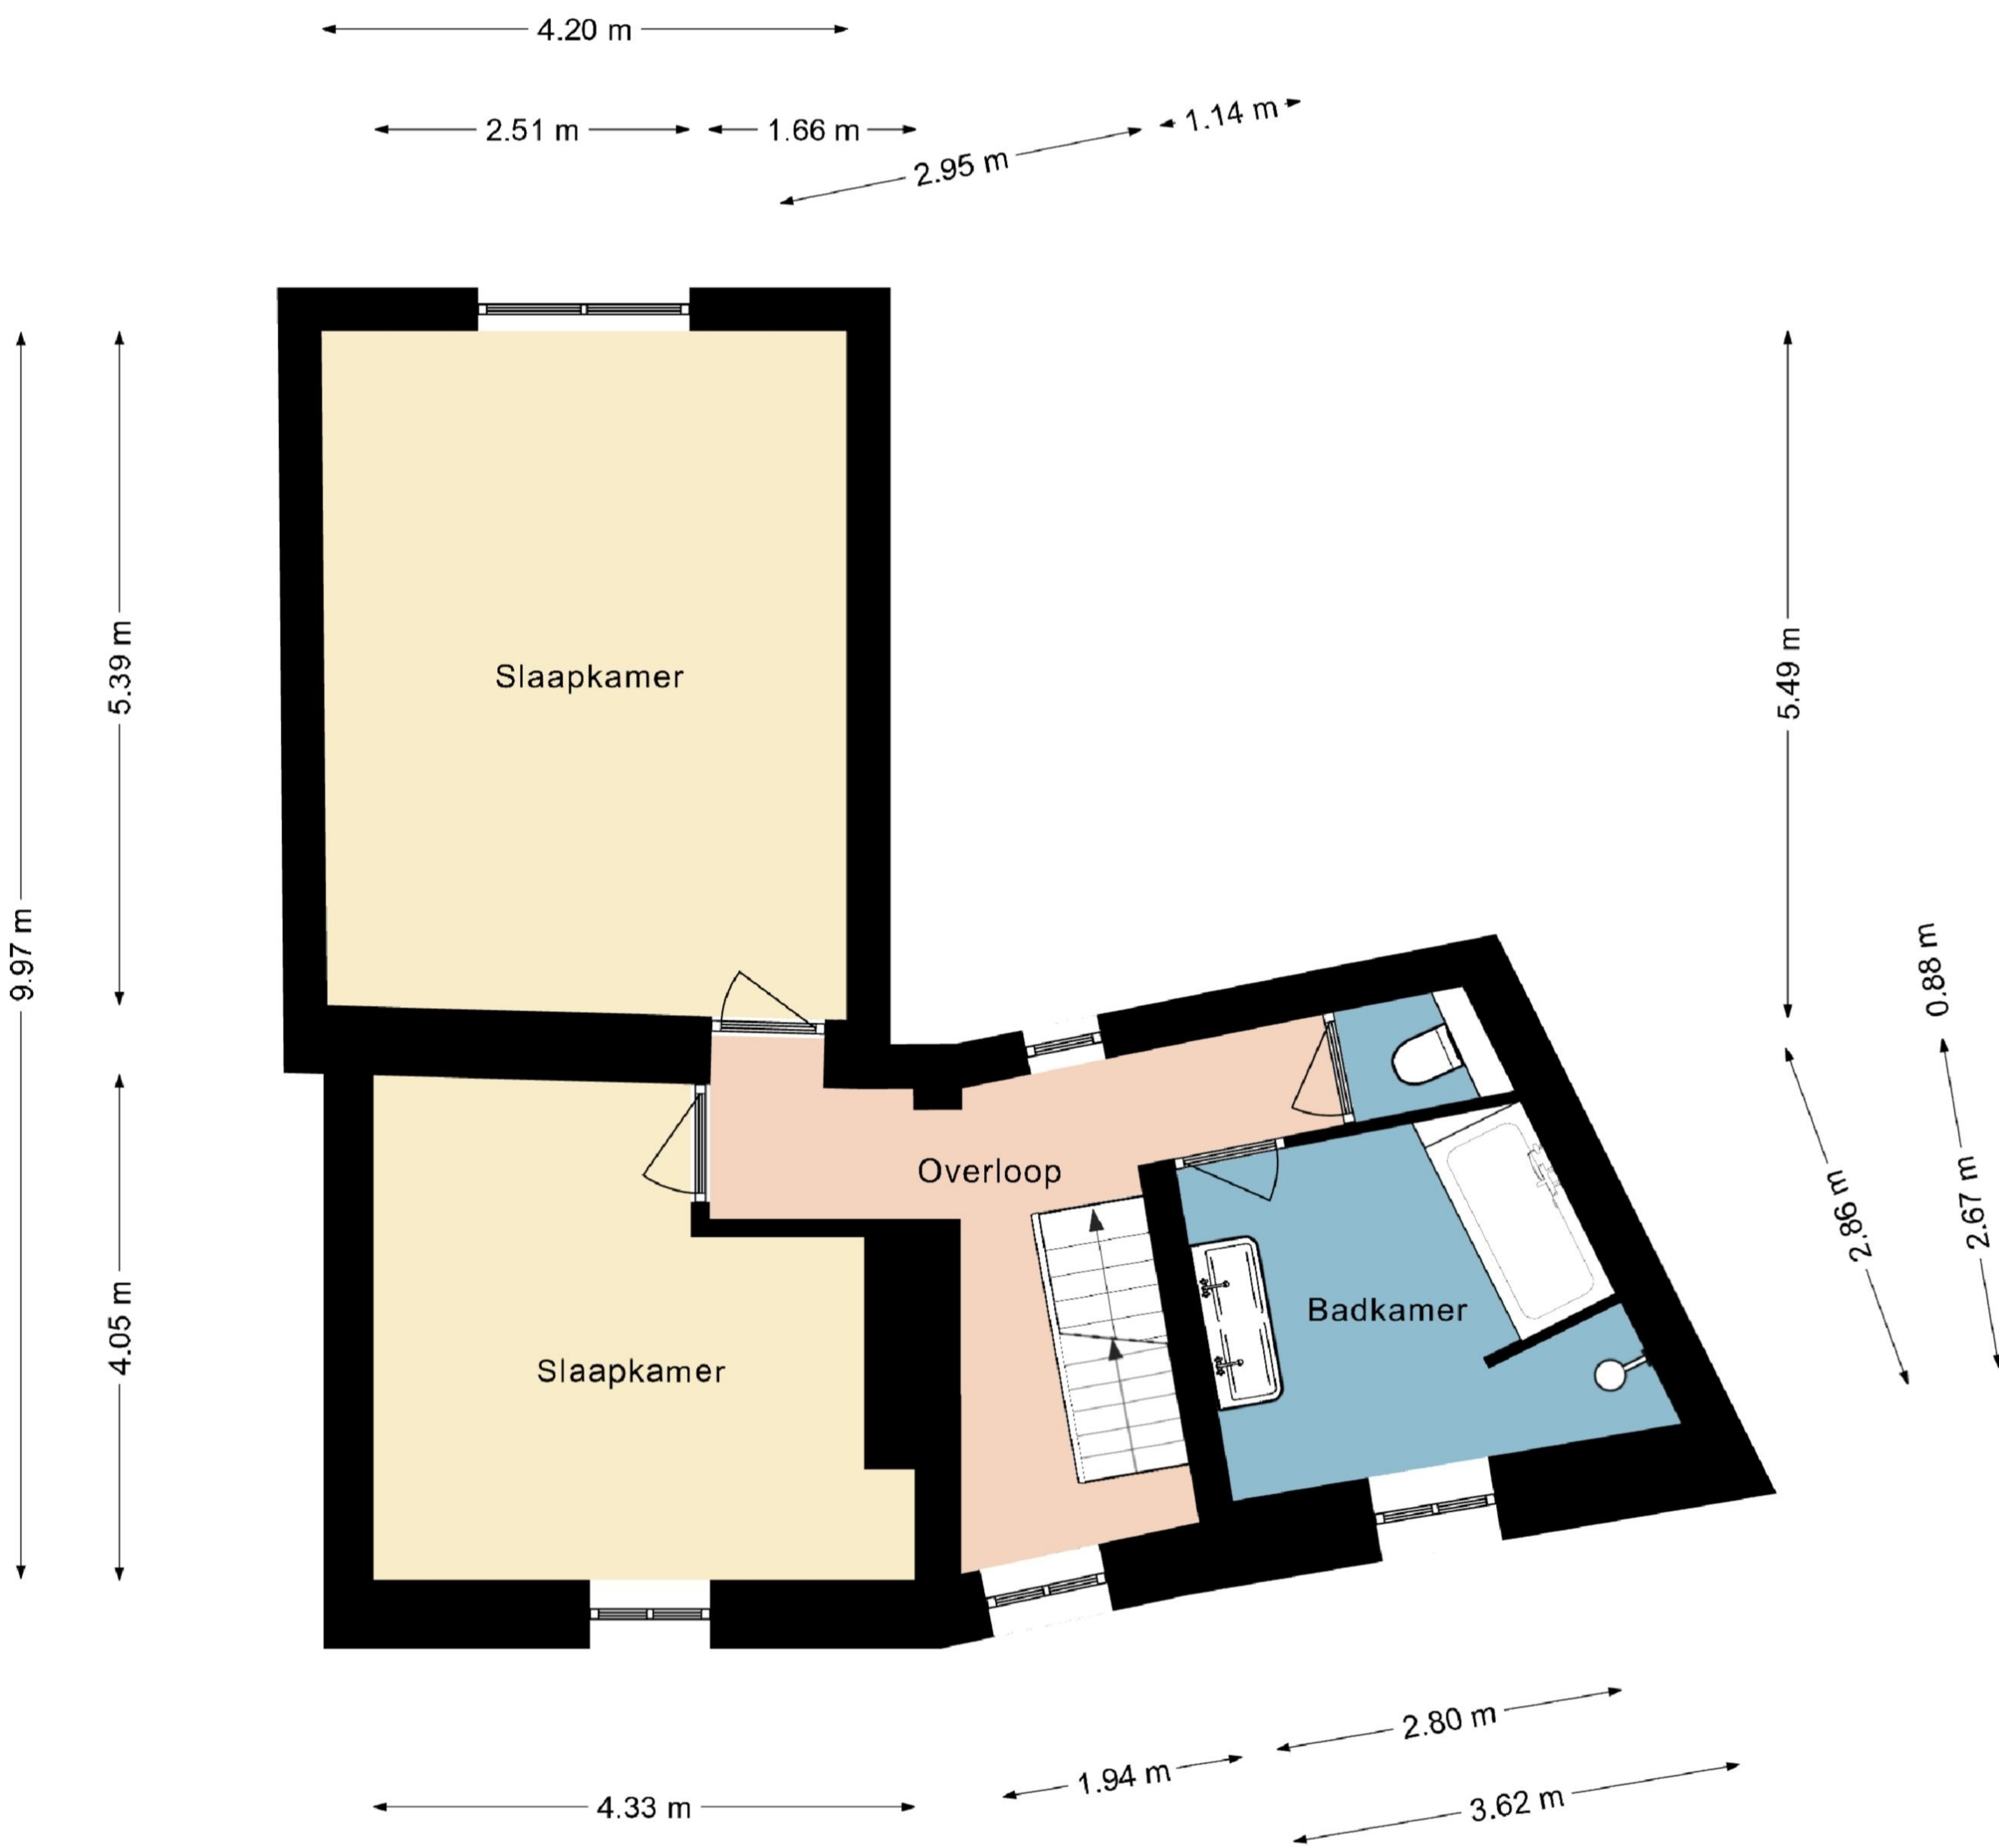 4.20 m
2.51 m
1.66 m
2.95 m
1.14 m
9.97 m
5.39 m
4.05 m
Slaapkamer
Slaapkamer
Overloop
Badkamer
5.49 m
0.88 m
2.86 m
2.67 m
2.80 m
1.94 m
3.62 m
4.33 m